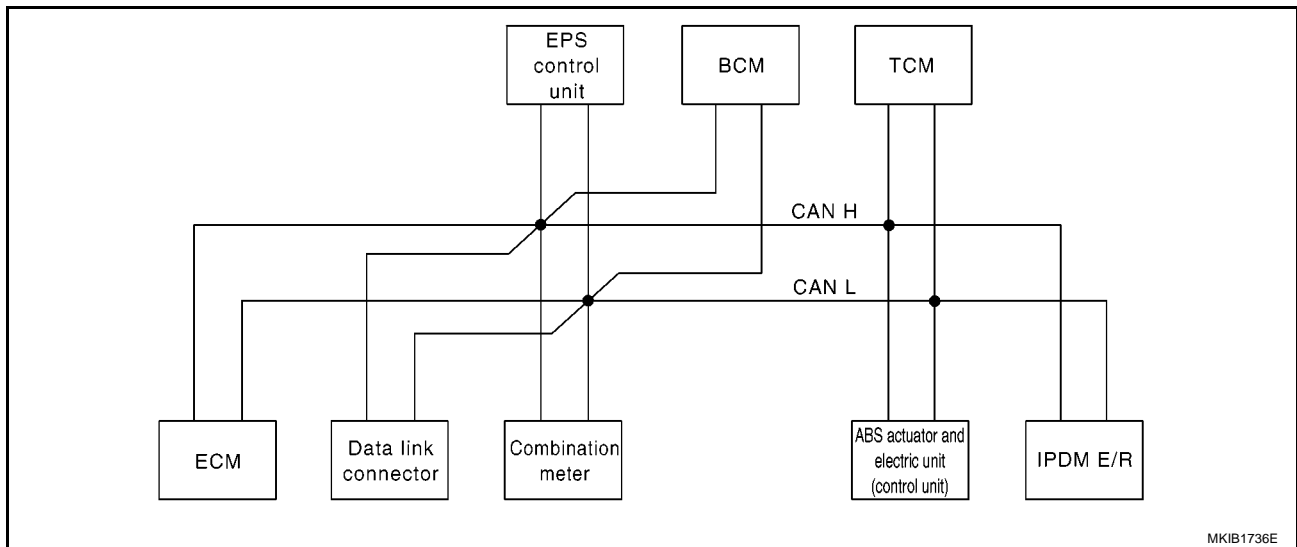 EPS
control
unit
BCM
TCM
CAN H
CAN L
ECM
Data link
connector
Combination
meter
ABS actuator and
electric unit
(control unit)
IPDM E/R
MKIB1736E